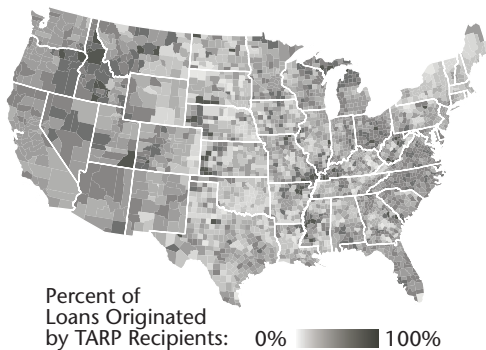 Percent of
Loans Originated
by TARP Recipients: 0% 100%